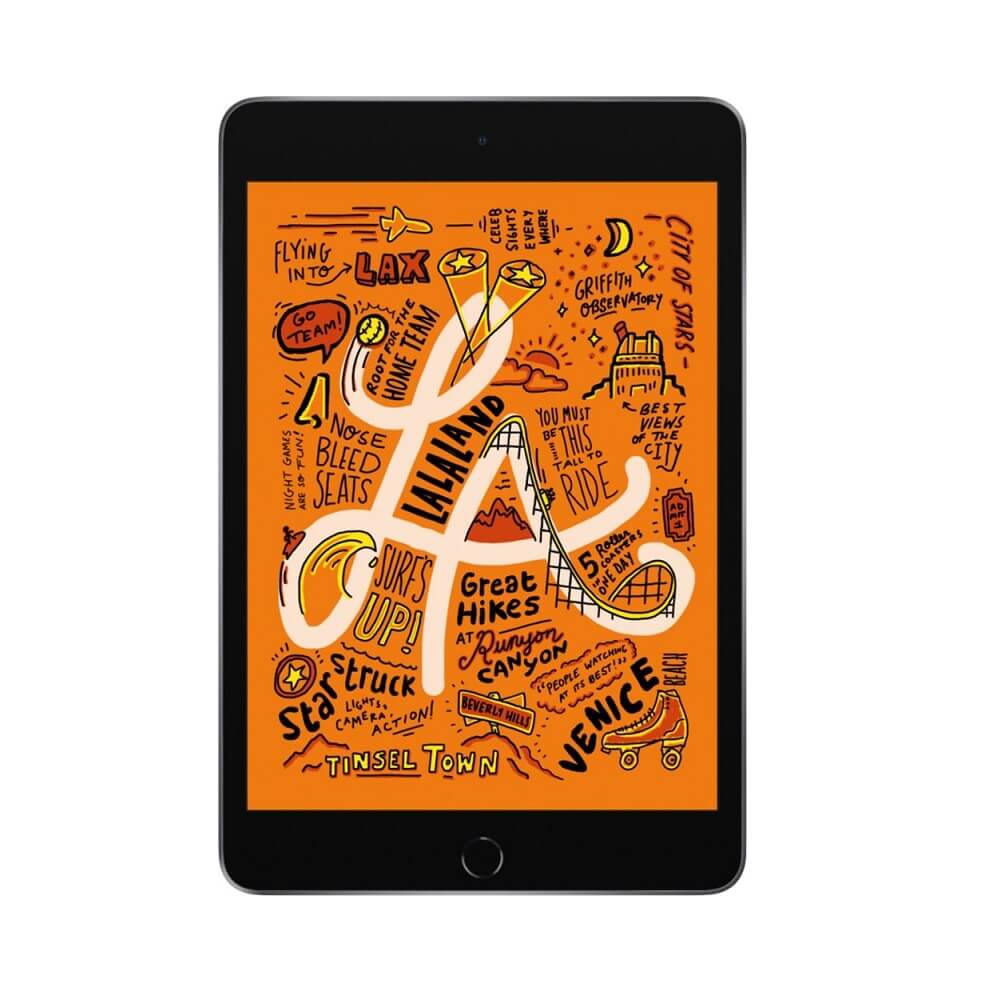 FLYING
INTO
LAX
CELEB
SIGHTS
EVERY
WHERE
CITY OF STARS
GRIFFITH
OBSERVATORY
GO
TEAM!
ROOT FOR THE
HOME TEAM
BEST
VIEWS
OF THE
CITY
NIGHT GAMES
ARE SO FUN!
NOSE
BLEED
SEATS
LALALAND
YOU MUST
BE THIS
TALL TO
RIDE
AD
MIT
1
LA
SURF'S
UP!
Great
HiKES
AT Runyon
CANYON
5 Roller
COASTERS
IN ONE DAY
"PEOPLE WATCHING
AT ITS BEST!"
VENICE
BEACH
Star Struck
LIGHTS,
CAMERA,
ACTION!
BEVERLY HILLS
TINSEL TOWN